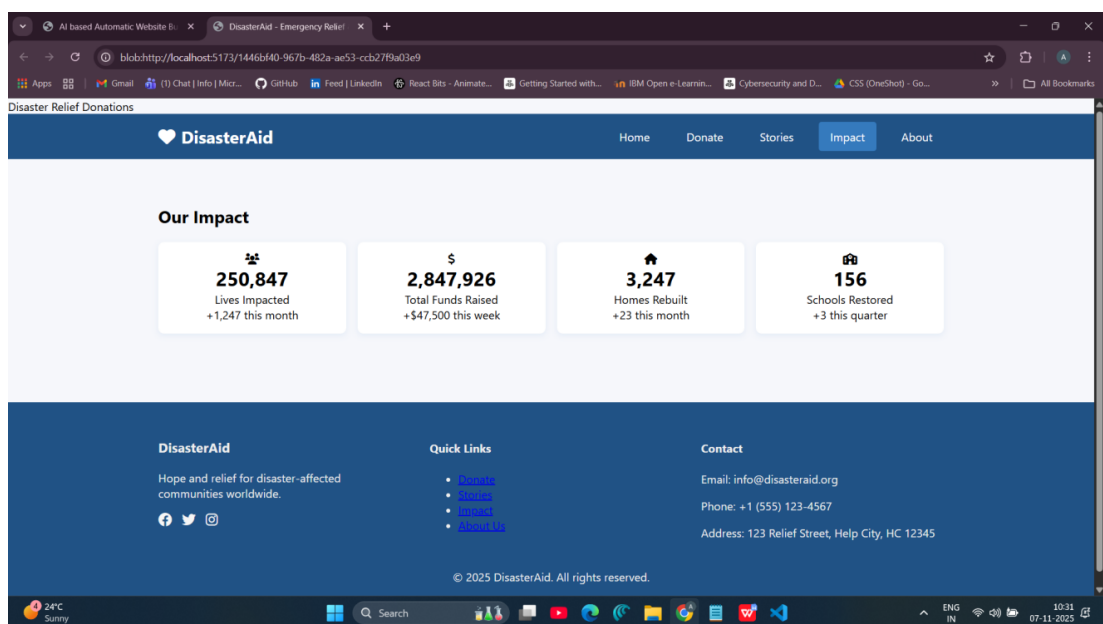 AI based Automatic Website Bu
DisasterAid - Emergency Relief
blob:http://localhost:5173/1446bf40-967b-482a-ae53-ccb27f9a03e9
A
Apps
Gmail
(1) Chat | Info | Micr...
GitHub
Feed | LinkedIn
React Bits - Animate...
Getting Started with...
IBM Open e-Learnin...
Cybersecurity and D...
CSS (OneShot) - Go...
»
All Bookmarks
Disaster Relief Donations
DisasterAid
Home
Donate
Stories
Impact
About
Our Impact
250,847
Lives Impacted
+1,247 this month
$
2,847,926
Total Funds Raised
+$47,500 this week
3,247
Homes Rebuilt
+23 this month
156
Schools Restored
+3 this quarter
DisasterAid
Hope and relief for disaster-affected
communities worldwide.
Quick Links
• Donate
• Stories
• Impact
• About Us
Contact
Email: info@disasteraid.org
Phone: +1 (555) 123-4567
Address: 123 Relief Street, Help City, HC 12345
© 2025 DisasterAid. All rights reserved.
4
24°C
Sunny
Search
ENG
IN
10:31
07-11-2025